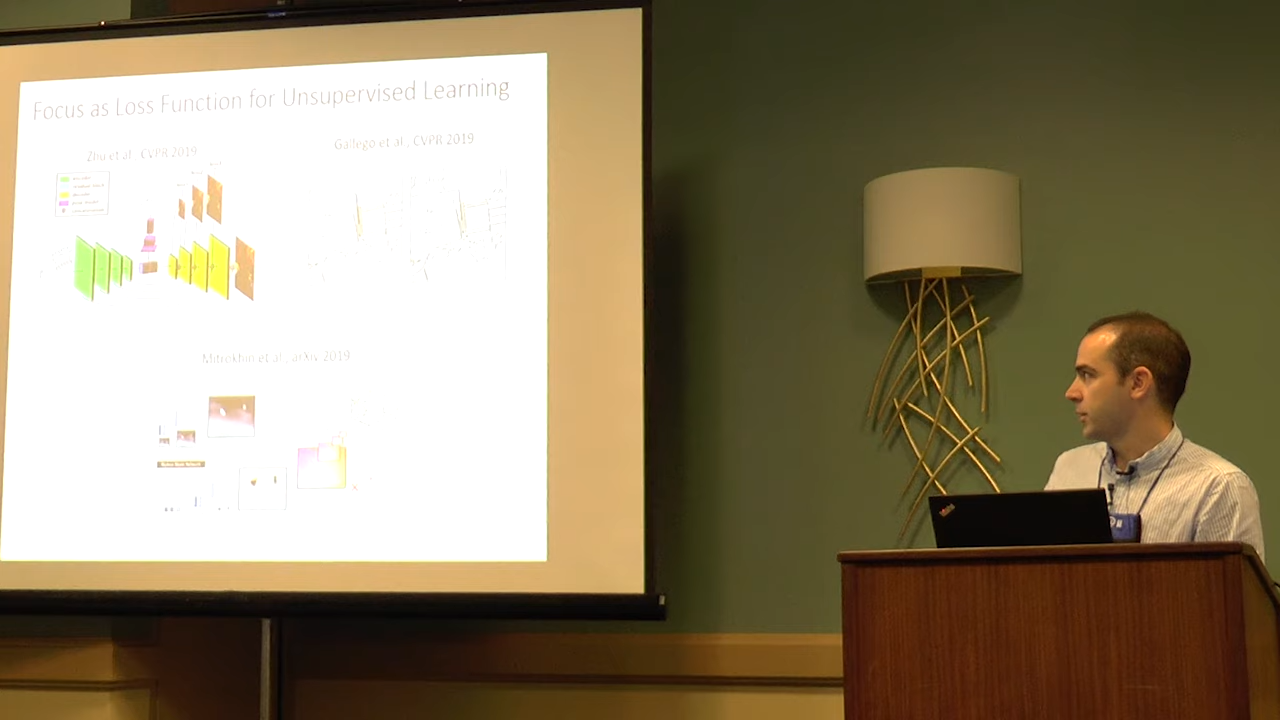 Focus as Loss Function for Unsupervised Learning
Zhu et al., CVPR 2019
Gallego et al., CVPR 2019
Mitrokhin et al., arxiv 2019